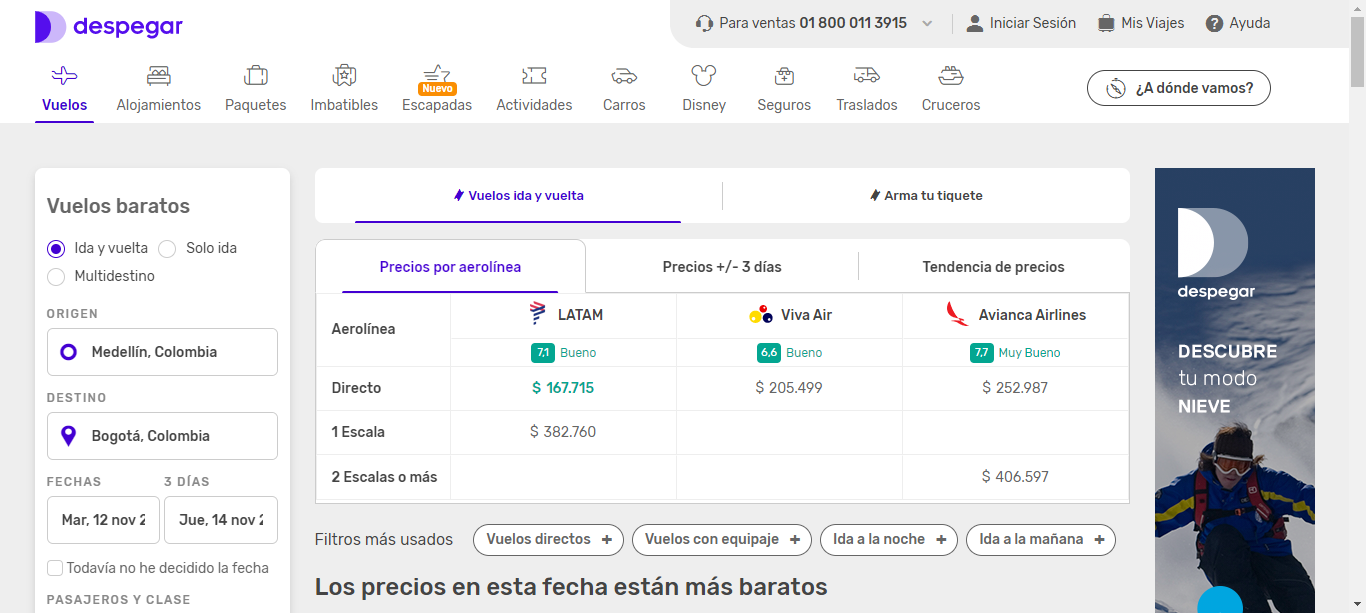 despegar
Para ventas 01 800 011 3915
Iniciar Sesión
Mis Viajes
Ayuda
Vuelos
Alojamientos
Paquetes
Imbatibles
Nuevo
Escapadas
Actividades
Carros
Disney
Seguros
Traslados
Cruceros
¿A dónde vamos?
Vuelos baratos
Ida y vuelta
Solo ida
Multidestino
ORIGEN
Medellín, Colombia
DESTINO
Bogotá, Colombia
FECHAS
3 DÍAS
Mar, 12 nov 2
Jue, 14 nov 2
Todavía no he decidido la fecha
PASAJEROS Y CLASE
Vuelos ida y vuelta
Arma tu tiquete
Precios por aerolínea
Precios +/- 3 días
Tendencia de precios
Aerolínea
LATAM
Viva Air
Avianca Airlines
7,1 Bueno
6,6 Bueno
7,7 Muy Bueno
Directo
$ 167.715
$ 205.499
$ 252.987
1 Escala
$ 382.760
2 Escalas o más
$ 406.597
Filtros más usados
Vuelos directos +
Vuelos con equipaje +
Ida a la noche +
Ida a la mañana +
Los precios en esta fecha están más baratos
despegar
DESCUBRE
tu modo
NIEVE